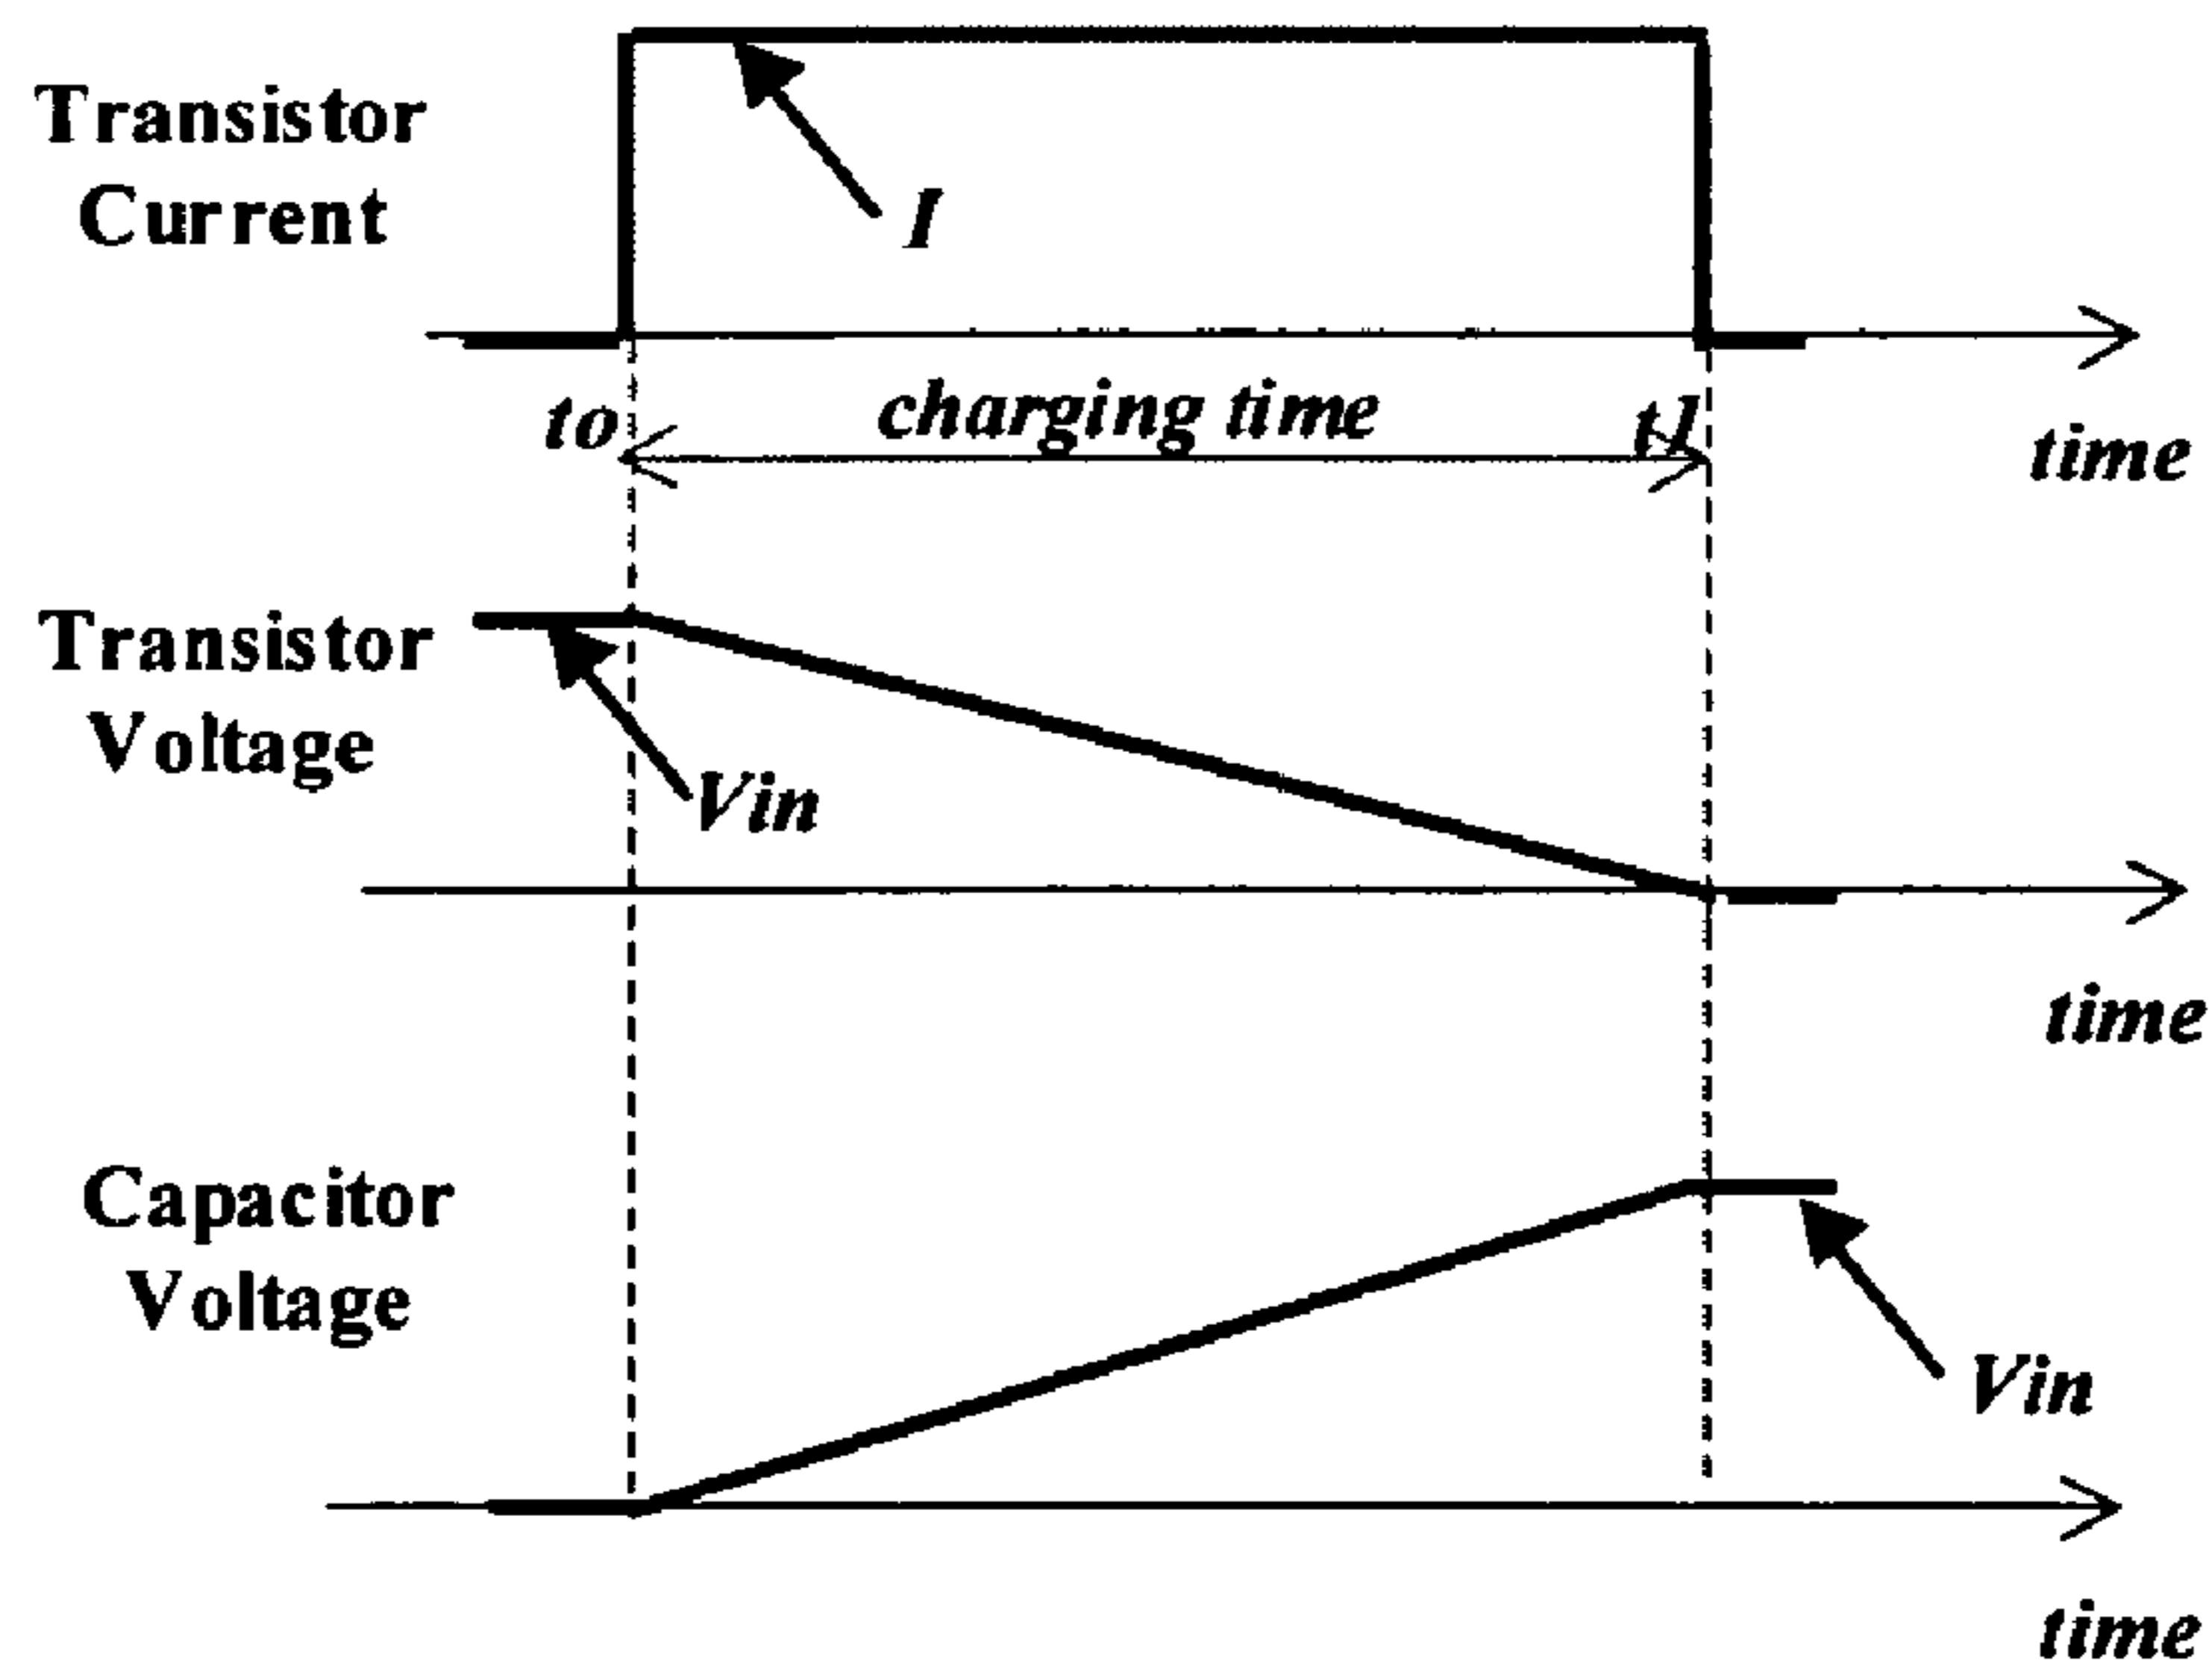 Transistor
Current
I
to
charging time
t1
time
Transistor
Voltage
Vin
time
Capacitor
Voltage
Vin
time